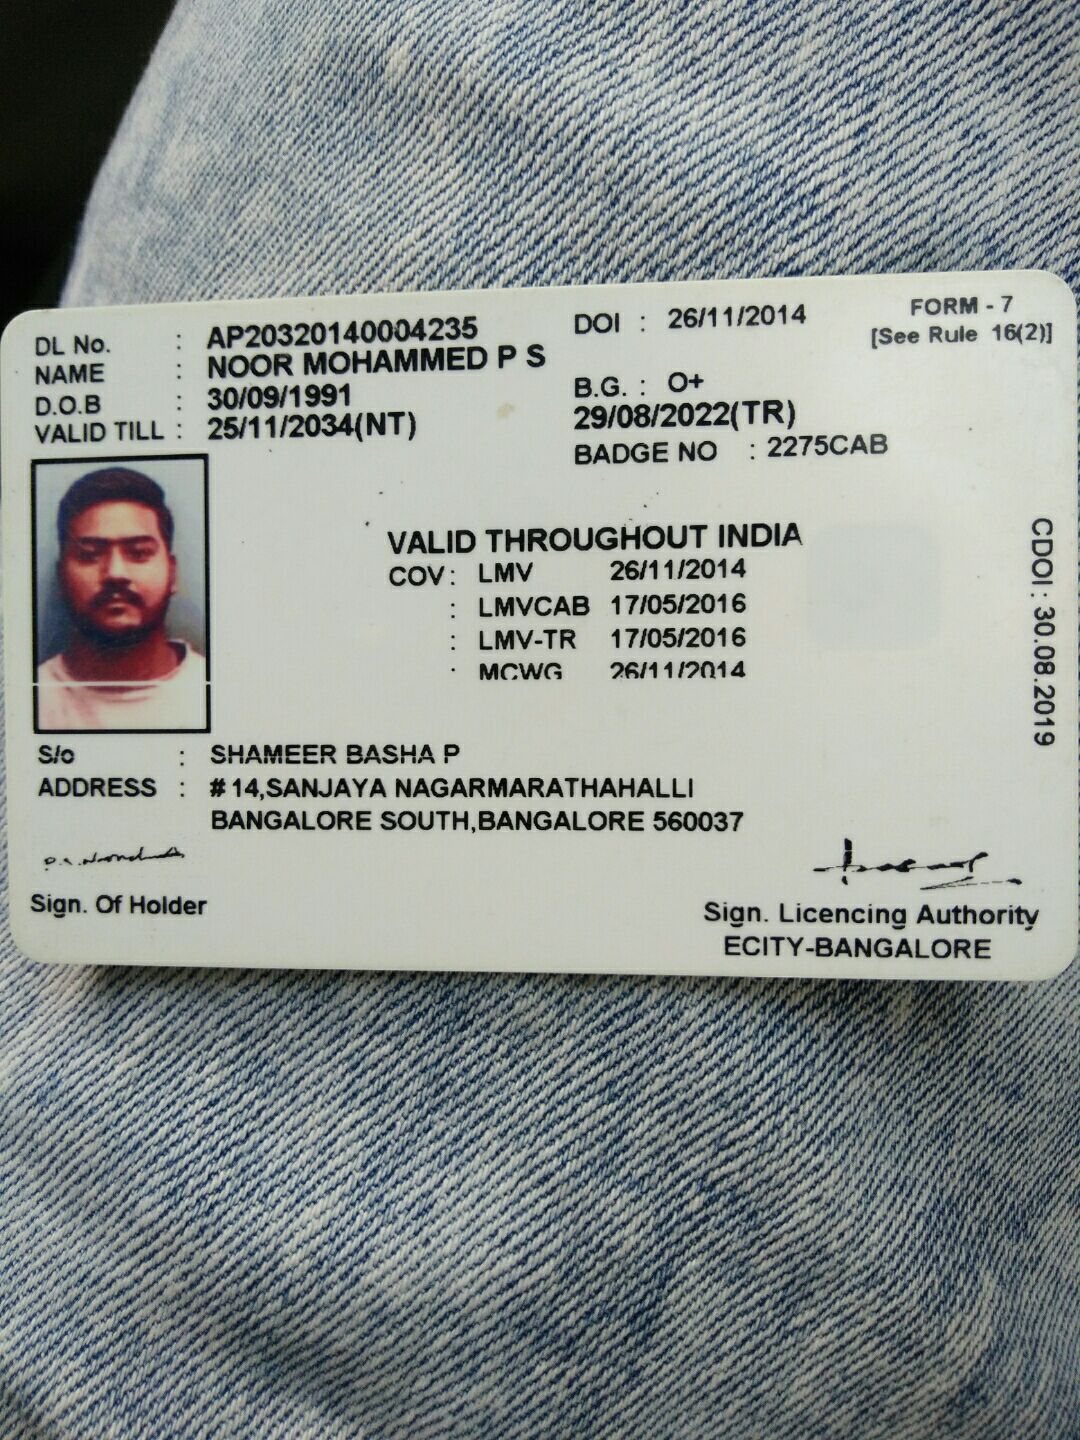 FORM - 7
[See Rule 16(2)]
DL No. : AP20320140004235 DOI : 26/11/2014
NAME : NOOR MOHAMMED P S
D.O.B : 30/09/1991 B.G. : O+
VALID TILL : 25/11/2034(NT) 29/08/2022(TR)
BADGE NO : 2275CAB
VALID THROUGHOUT INDIA
COV : LMV 26/11/2014
: LMVCAB 17/05/2016
: LMV-TR 17/05/2016
: MCWG 26/11/2014
CDOI : 30.08.2019
S/o : SHAMEER BASHA P
ADDRESS : # 14,SANJAYA NAGARMARATHAHALLI
BANGALORE SOUTH,BANGALORE 560037
Sign. Of Holder
Sign. Licencing Authority
ECITY-BANGALORE